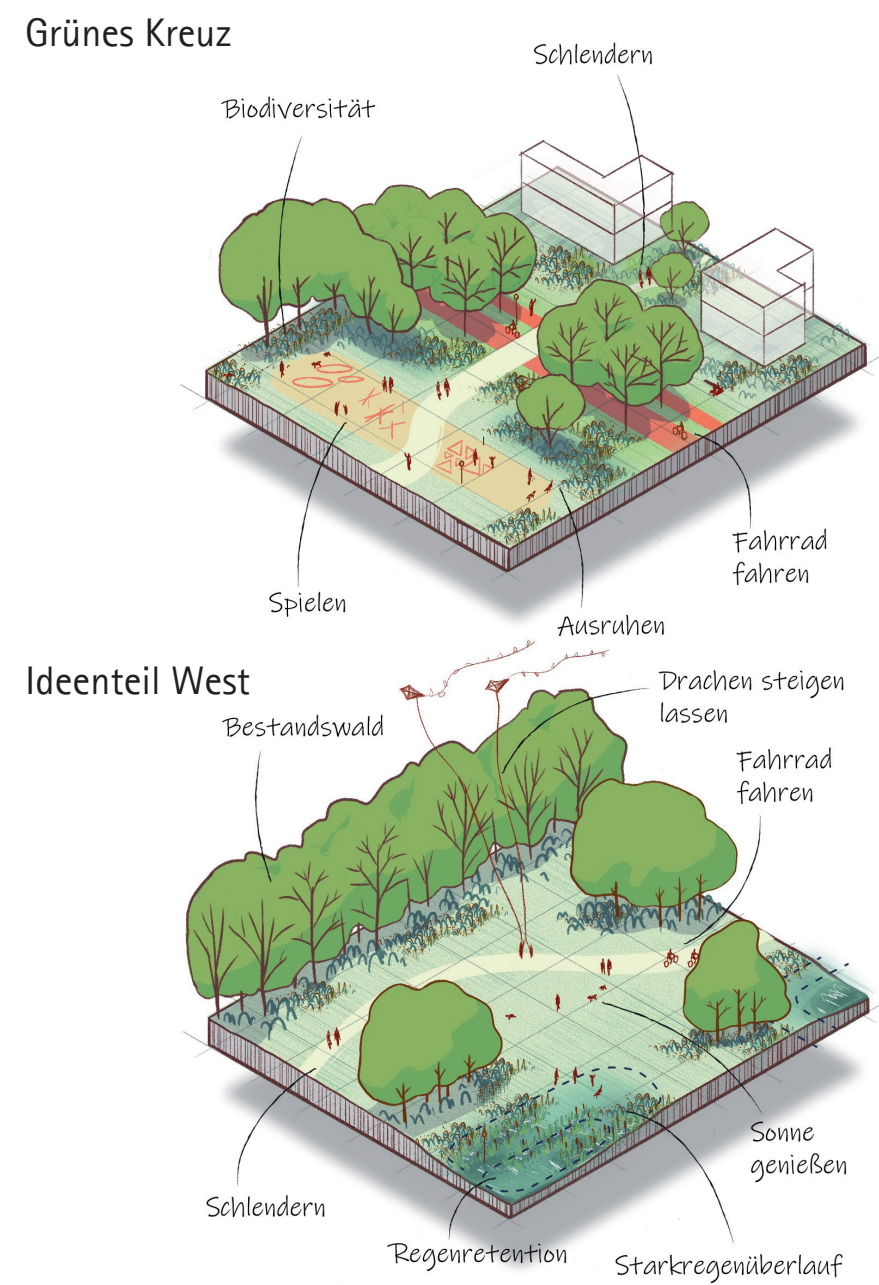 Grünes Kreuz
Schlendern
Biodiversität
Fahrrad
fahren
Spielen
Ausruhen
Ideenteil West
Drachen steigen
lassen
Bestandswald
Fahrrad
fahren
Sonne
genießen
Schlendern
Regenretention
Starkregenüberlauf